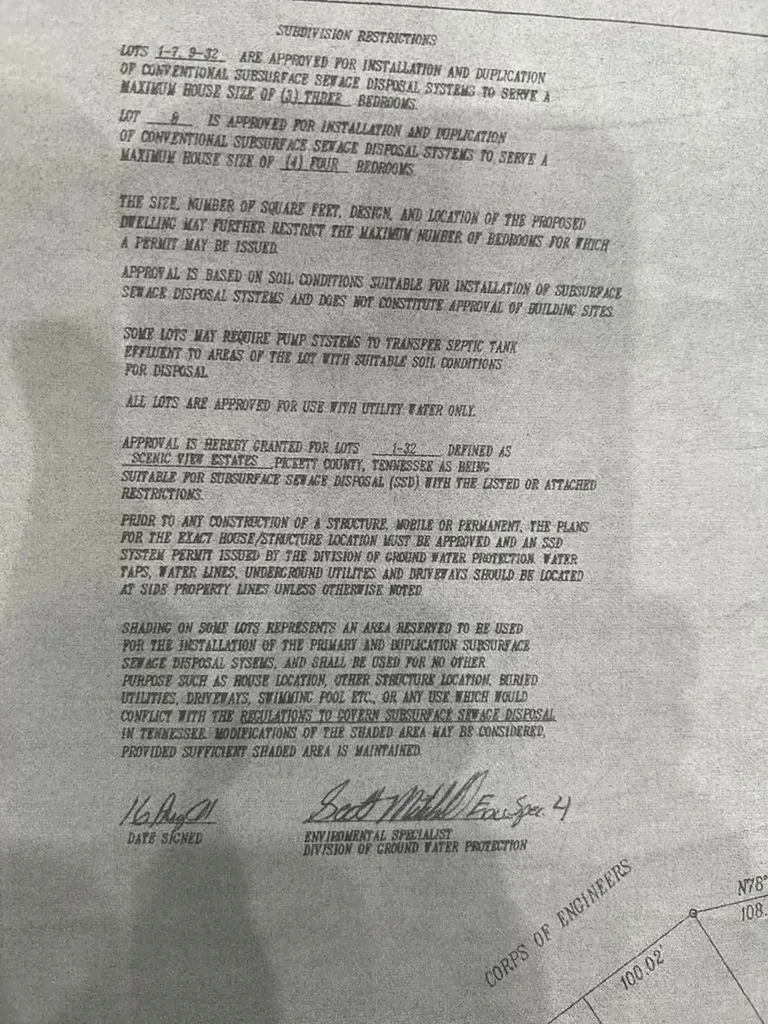 SUBDIVISION RESTRICTIONS
LOTS 1-7, 9-32 ARE APPROVED FOR INSTALLATION AND DUPLICATION
OF CONVENTIONAL SUBSURFACE SEWAGE DISPOSAL SYSTEMS TO SERVE A
MAXIMUM HOUSE SIZE OF (3) THREE BEDROOMS.
LOT 8 IS APPROVED FOR INSTALLATION AND DUPLICATION
OF CONVENTIONAL SUBSURFACE SEWAGE DISPOSAL SYSTEMS TO SERVE A
MAXIMUM HOUSE SIZE OF (4) FOUR BEDROOMS
THE SIZE, NUMBER OF SQUARE FEET, DESIGN, AND LOCATION OF THE PROPOSED
DWELLING MAY FURTHER RESTRICT THE MAXIMUM NUMBER OF BEDROOMS FOR WHICH
A PERMIT MAY BE ISSUED.
APPROVAL IS BASED ON SOIL CONDITIONS SUITABLE FOR INSTALLATION OF SUBSURFACE
SEWAGE DISPOSAL SYSTEMS AND DOES NOT CONSTITUTE APPROVAL OF BUILDING SITES.
SOME LOTS MAY REQUIRE PUMP SYSTEMS TO TRANSFER SEPTIC TANK
EFFLUENT TO AREAS OF THE LOT WITH SUITABLE SOIL CONDITIONS
FOR DISPOSAL.
ALL LOTS ARE APPROVED FOR USE WITH UTILITY WATER ONLY.
APPROVAL IS HEREBY GRANTED FOR LOTS 1-32 DEFINED AS
SCENIC VIEW ESTATES, PICKETT COUNTY, TENNESSEE AS BEING
SUITABLE FOR SUBSURFACE SEWAGE DISPOSAL (SSD) WITH THE LISTED OR ATTACHED
RESTRICTIONS.
PRIOR TO ANY CONSTRUCTION OF A STRUCTURE, MOBILE OR PERMANENT, THE PLANS
FOR THE EXACT HOUSE/STRUCTURE LOCATION MUST BE APPROVED AND AN SSD
SYSTEM PERMIT ISSUED BY THE DIVISION OF GROUND WATER PROTECTION. WATER
TAPS, WATER LINES, UNDERGROUND UTILITES AND DRIVEWAYS SHOULD BE LOCATED
AT SIDE PROPERTY LINES UNLESS OTHERWISE NOTED
SHADING ON SOME LOTS REPRESENTS AN AREA RESERVED TO BE USED
FOR THE INSTALLATION OF THE PRIMARY AND DUPLICATION SUBSURFACE
SEWAGE DISPOSAL SYSEMS, AND SHALL BE USED FOR NO OTHER
PURPOSE SUCH AS HOUSE LOCATION, OTHER STRUCTURE LOCATION, BURIED
UTILITIES, DRIVEWAYS, SWIMMING POOL ETC., OR ANY USE WHICH WOULD
CONFLICT WITH THE REGULATIONS TO GOVERN SUBSURFACE SEWAGE DISPOSAL
IN TENNESSEE. MODIFICATIONS OF THE SHADED AREA MAY BE CONSIDERED,
PROVIDED SUFFICIENT SHADED AREA IS MAINTAINED.
16 Aug 01 Scott Env. Spec. 4
DATE SIGNED ENVIROMENTAL SPECIALIST
DIVISION OF GROUND WATER PROTECTION
CORPS OF ENGINEERS
N78°
108.
100.02'